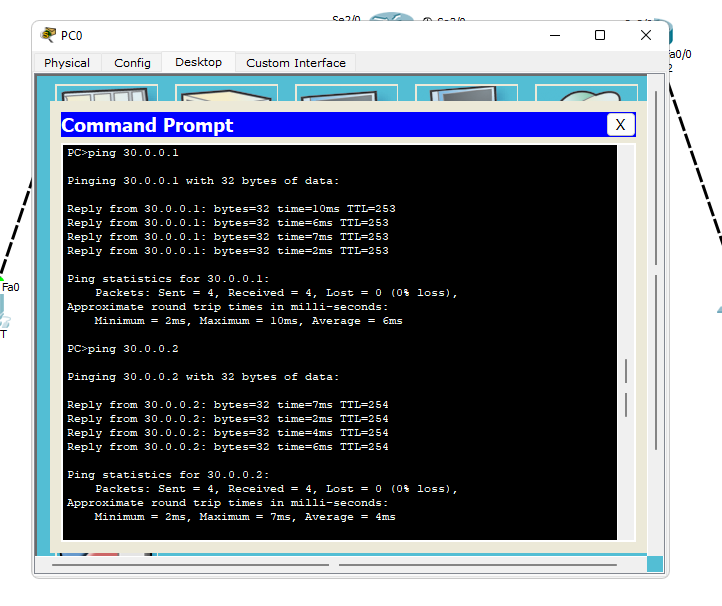 Se2/0
PC0
Physical Config Desktop Custom Interface
Fa0/0
2
Command Prompt X
PC>ping 30.0.0.1
Pinging 30.0.0.1 with 32 bytes of data:
Reply from 30.0.0.1: bytes=32 time=10ms TTL=253
Reply from 30.0.0.1: bytes=32 time=6ms TTL=253
Reply from 30.0.0.1: bytes=32 time=7ms TTL=253
Reply from 30.0.0.1: bytes=32 time=2ms TTL=253
Ping statistics for 30.0.0.1:
Packets: Sent = 4, Received = 4, Lost = 0 (0% loss),
Approximate round trip times in milli-seconds:
Minimum = 2ms, Maximum = 10ms, Average = 6ms
Fa0
T
PC>ping 30.0.0.2
Pinging 30.0.0.2 with 32 bytes of data:
Reply from 30.0.0.2: bytes=32 time=7ms TTL=254
Reply from 30.0.0.2: bytes=32 time=2ms TTL=254
Reply from 30.0.0.2: bytes=32 time=4ms TTL=254
Reply from 30.0.0.2: bytes=32 time=6ms TTL=254
Ping statistics for 30.0.0.2:
Packets: Sent = 4, Received = 4, Lost = 0 (0% loss),
Approximate round trip times in milli-seconds:
Minimum = 2ms, Maximum = 7ms, Average = 4ms